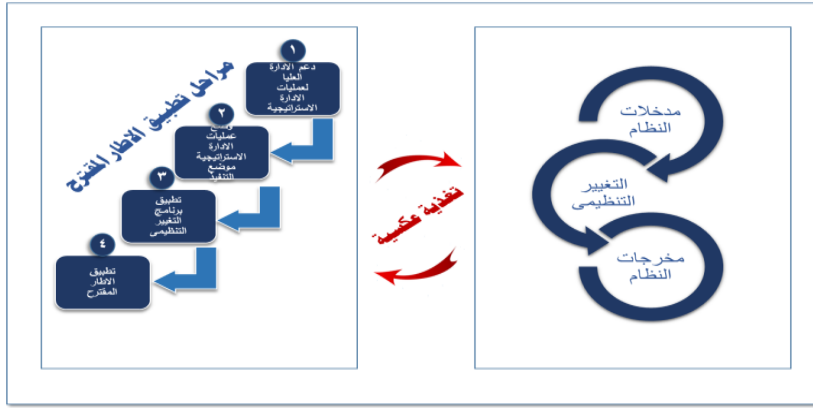 مراحل تطبيق الاطار المقترح
١
دعم الادارة
العليا
لعمليات
الادارة
الاستراتيجية
٢
وضع
عمليات
الادارة
الاستراتيجية
موضع
التنفيذ
٣
تطبيق
برنامج
التغيير
التنظيمى
٤
تطبيق
الاطار
المقترح
تغذية عكسية
مدخلات
النظام
التغيير
التنظيمى
مخرجات
النظام